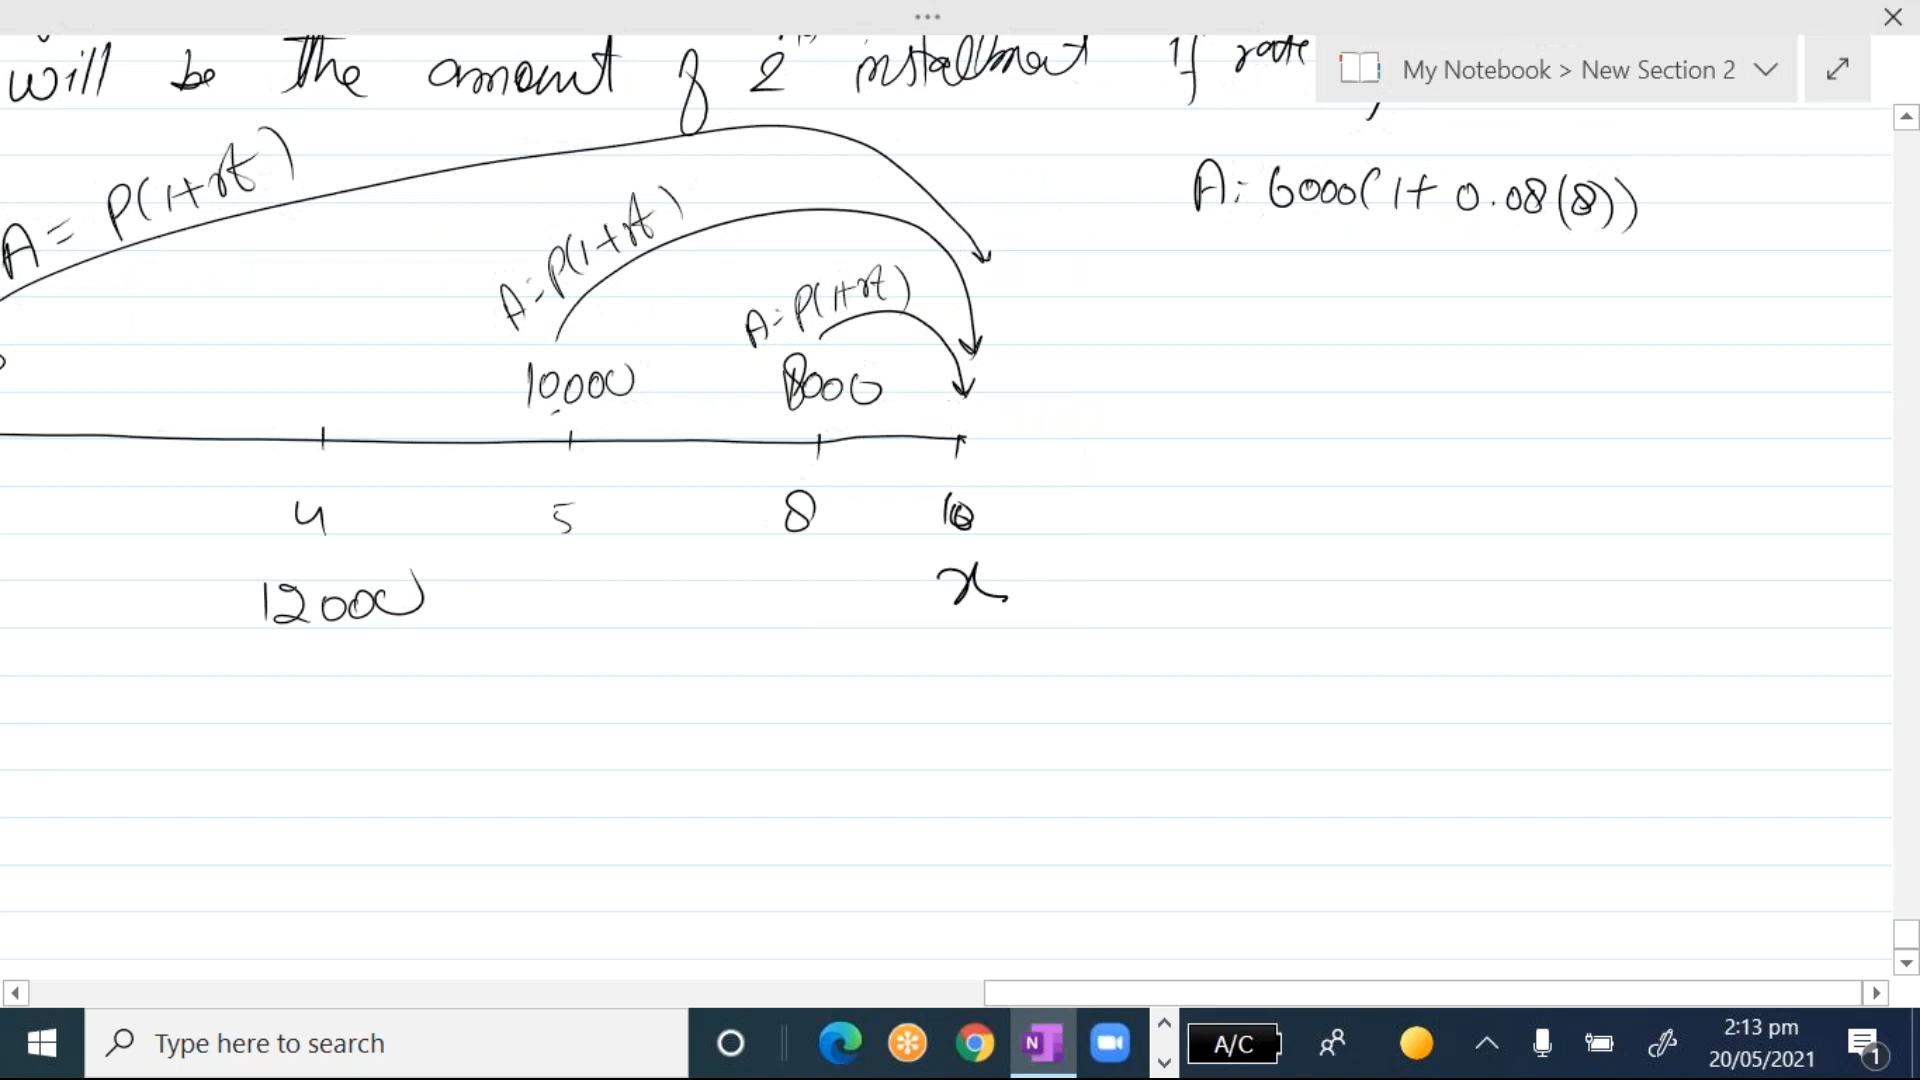 will be the amount of 2nd installment if rate
My Notebook > New Section 2
A = P(1+rt)
A = P(1+rt)
A = P(1+rt)
A = 6000(1+ 0.08(8))
10,000 8000
4 5 8 10
12000 x
Type here to search
N
A/C
2:13 pm
20/05/2021
1